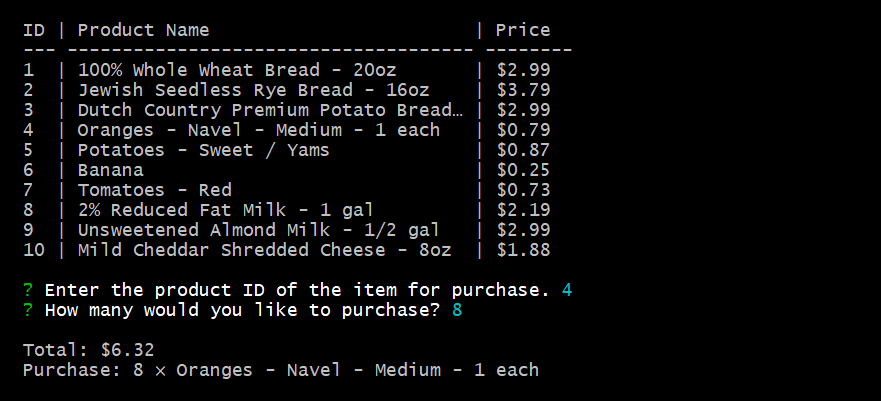 ID | Product Name                        | Price
--- ------------------------------------- --------
1  | 100% Whole Wheat Bread - 20oz       | $2.99
2  | Jewish Seedless Rye Bread - 16oz    | $3.79
3  | Dutch Country Premium Potato Bread… | $2.99
4  | Oranges - Navel - Medium - 1 each   | $0.79
5  | Potatoes - Sweet / Yams             | $0.87
6  | Banana                              | $0.25
7  | Tomatoes - Red                      | $0.73
8  | 2% Reduced Fat Milk - 1 gal         | $2.19
9  | Unsweetened Almond Milk - 1/2 gal   | $2.99
10 | Mild Cheddar Shredded Cheese - 8oz  | $1.88
? Enter the product ID of the item for purchase. 4
? How many would you like to purchase? 8
Total: $6.32
Purchase: 8 x Oranges - Navel - Medium - 1 each